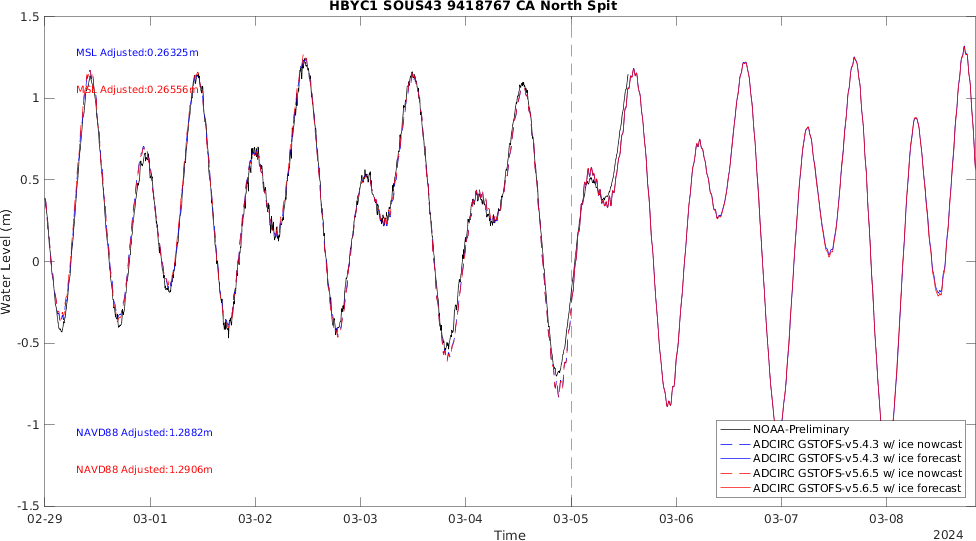 HBYC1 SOUS43 9418767 CA North Spit
1.5
1
0.5
0
-0.5
-1
-1.5
Water Level (m)
MSL Adjusted:0.26325m
MSL Adjusted:0.26556m
NAVD88 Adjusted:1.2882m
NAVD88 Adjusted:1.2906m
NOAA-Preliminary
ADCIRC GSTOFS-v5.4.3 w/ ice nowcast
ADCIRC GSTOFS-v5.4.3 w/ ice forecast
ADCIRC GSTOFS-v5.6.5 w/ ice nowcast
ADCIRC GSTOFS-v5.6.5 w/ ice forecast
02-29 03-01 03-02 03-03 03-04 03-05 03-06 03-07 03-08
Time
2024